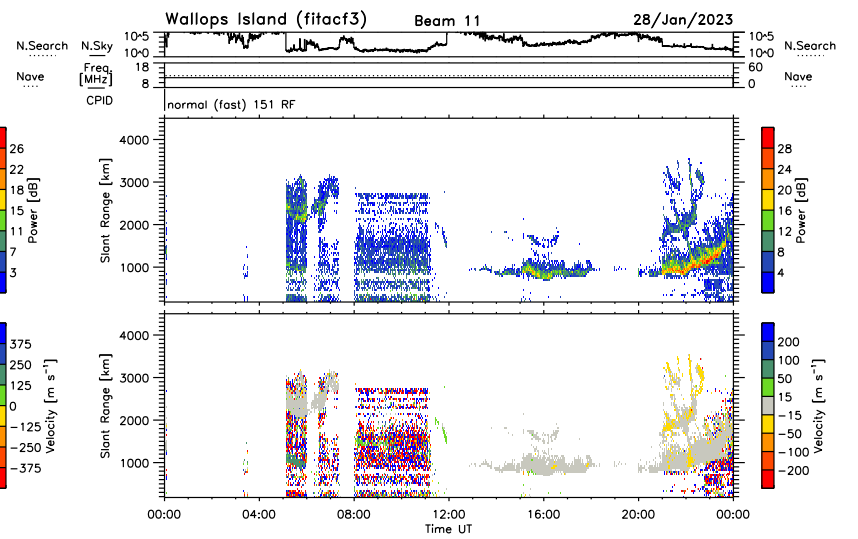 Wallops Island (fitacf3) Beam 11 28/Jan/2023
N.Search N.Sky 10^5 10^0 10^5 10^0 N.Search
Nave Freq. [MHz] 18 8 60 0 Nave
CPID normal (fast) 151 RF
Power [dB] 26 22 18 15 11 7 3
Slant Range [km] 4000 3000 2000 1000
Power [dB] 28 24 20 16 12 8 4
Velocity [m s⁻¹] 375 250 125 0 −125 −250 −375
Slant Range [km] 4000 3000 2000 1000
Velocity [m s⁻¹] 200 100 50 15 −15 −50 −100 −200
00:00 04:00 08:00 12:00 16:00 20:00 00:00
Time UT